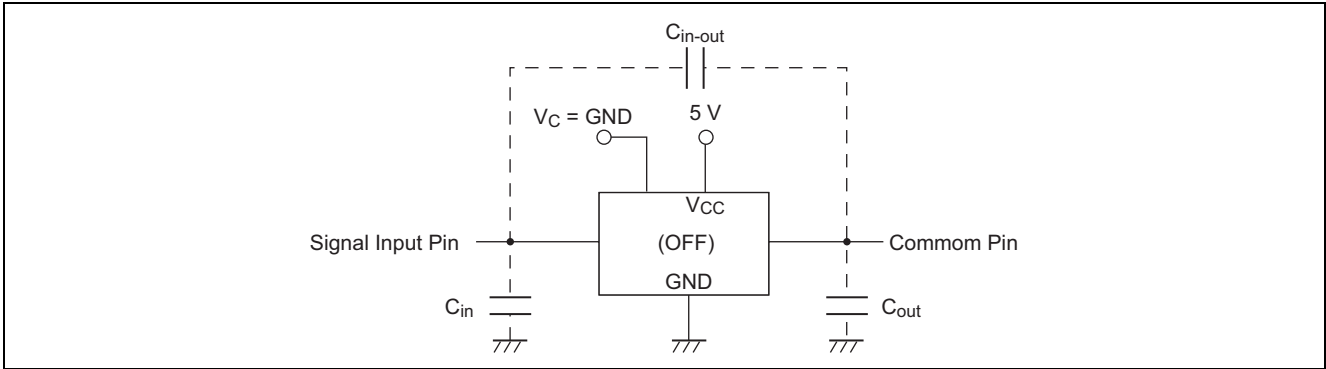 Cin-out
VC = GND
5 V
VCC
Signal Input Pin
(OFF)
Commom Pin
GND
Cin
Cout